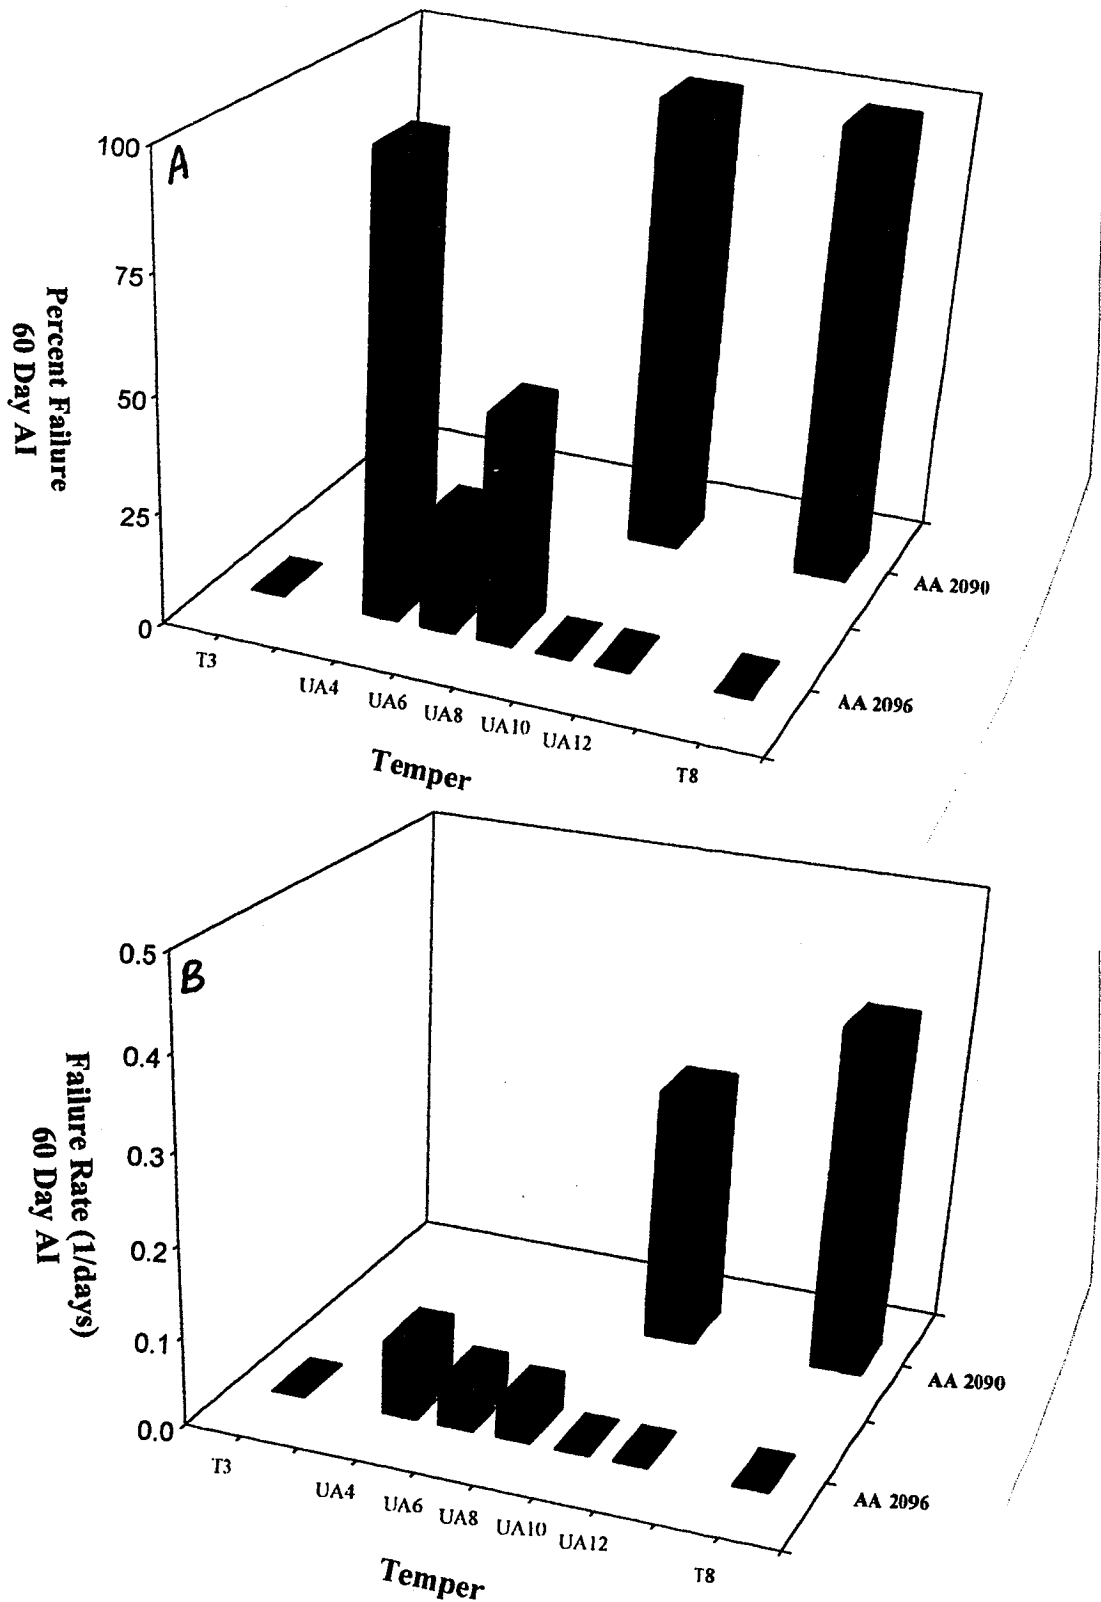 A
100
75
50
25
0
Percent Failure
60 Day AI
T3
UA4
UA6
UA8
UA10
UA12
T8
Temper
AA 2090
AA 2096
B
0.5
0.4
0.3
0.2
0.1
0.0
Failure Rate (1/days)
60 Day AI
T3
UA4
UA6
UA8
UA10
UA12
T8
Temper
AA 2090
AA 2096